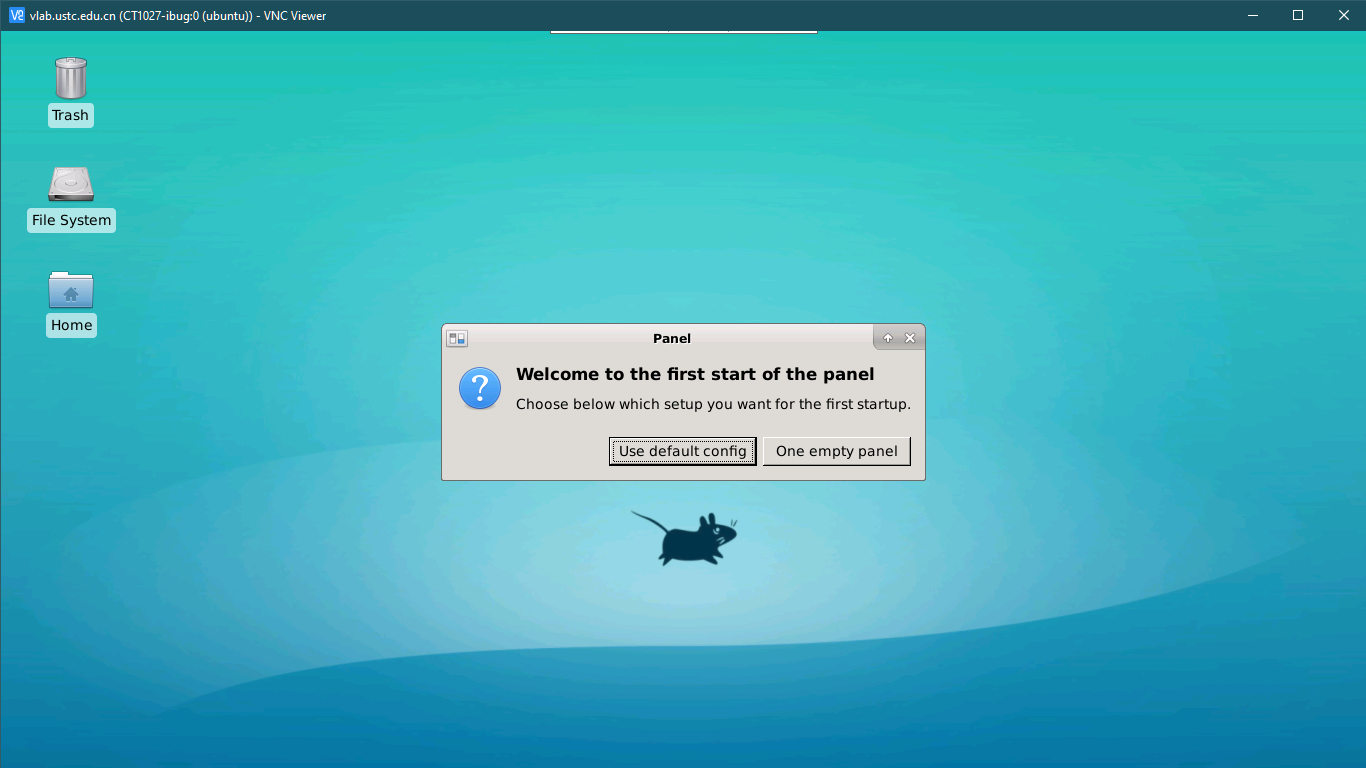 vlab.ustc.edu.cn (CT1027-ibug:0 (ubuntu)) - VNC Viewer
Trash
File System
Home
Panel
Welcome to the first start of the panel
Choose below which setup you want for the first startup.
Use default config
One empty panel